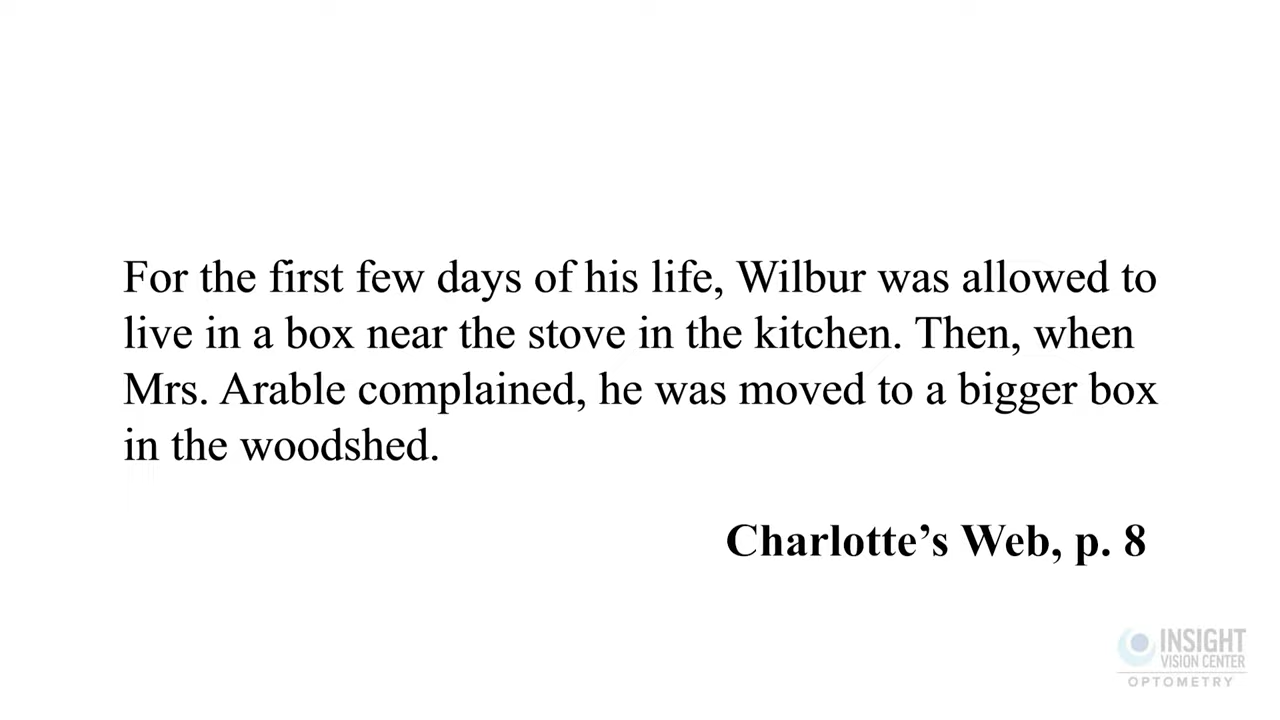 For the first few days of his life, Wilbur was allowed to
live in a box near the stove in the kitchen. Then, when
Mrs. Arable complained, he was moved to a bigger box
in the woodshed.
Charlotte’s Web, p. 8
INSIGHT
VISION CENTER
OPTOMETRY